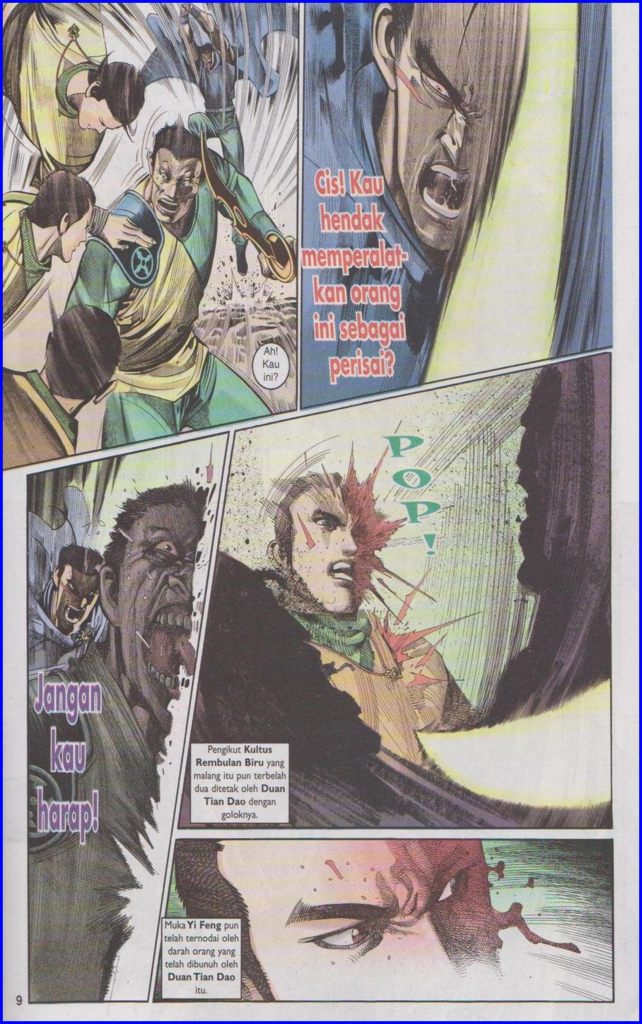 Ah!
Kau
ini?
Cis! Kau
hendak
memperalat-
kan orang
ini sebagai
perisai?
POP!
Jangan
kau
harap!
Pengikut Kultus
Rembulan Biru yang
malang itu pun terbelah
dua ditetak oleh Duan
Tian Dao dengan
goloknya.
Muka Yi Feng pun
telah ternodai oleh
darah orang yang
telah dibunuh oleh
Duan Tian Dao
itu.
9